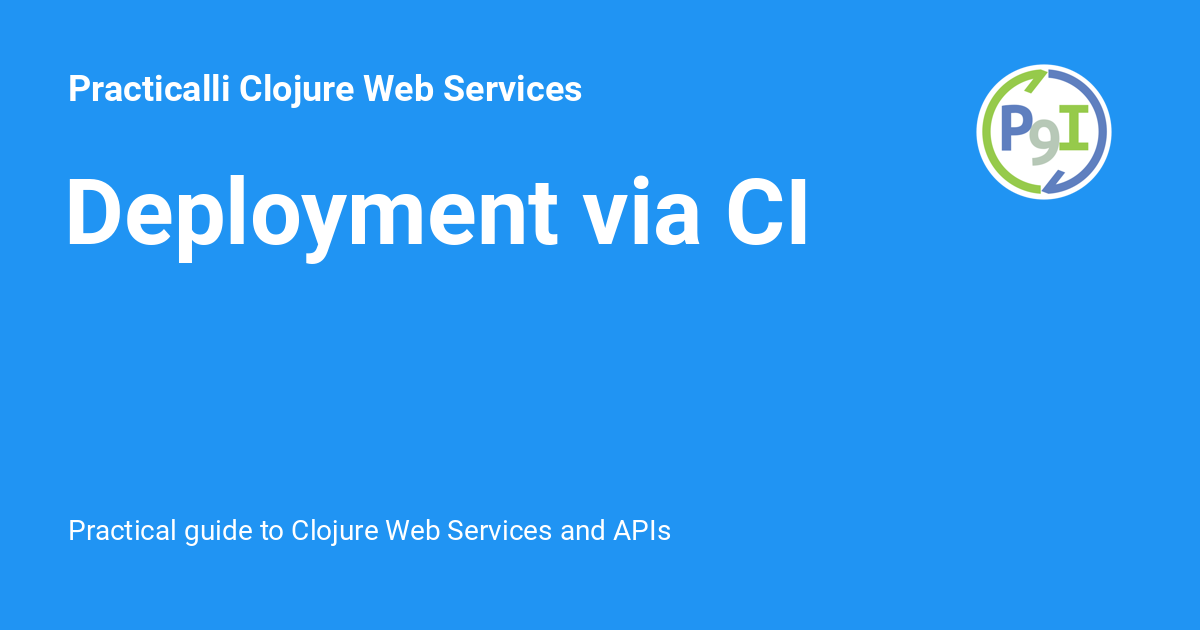 Practicalli Clojure Web Services
P9I
Deployment via CI
Practical guide to Clojure Web Services and APIs